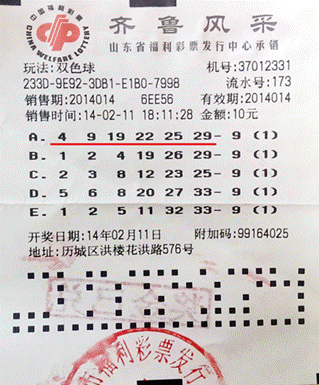 中国福利彩票
CHINA WELFARE LOTTERY
齐鲁风采
山东省福利彩票发行中心承销
玩法:双色球 机号:37012331
233D-9E92-3DB1-E1B0-7998 流水号:173
销售期:2014014 6EE56 有效期:2014014
销售时间:14-02-11 18:11:28 金额:10元
A. 4 9 19 22 25 29- 9 (1)
B. 1 2 4 19 26 29- 9 (1)
C. 2 3 8 12 23 25- 9 (1)
D. 5 6 8 20 27 33- 9 (1)
E. 1 2 5 11 32 33- 9 (1)
开奖日期:14年02月11日 附加码:99164025
地址:历城区洪楼花洪路576号
市福利彩票发行